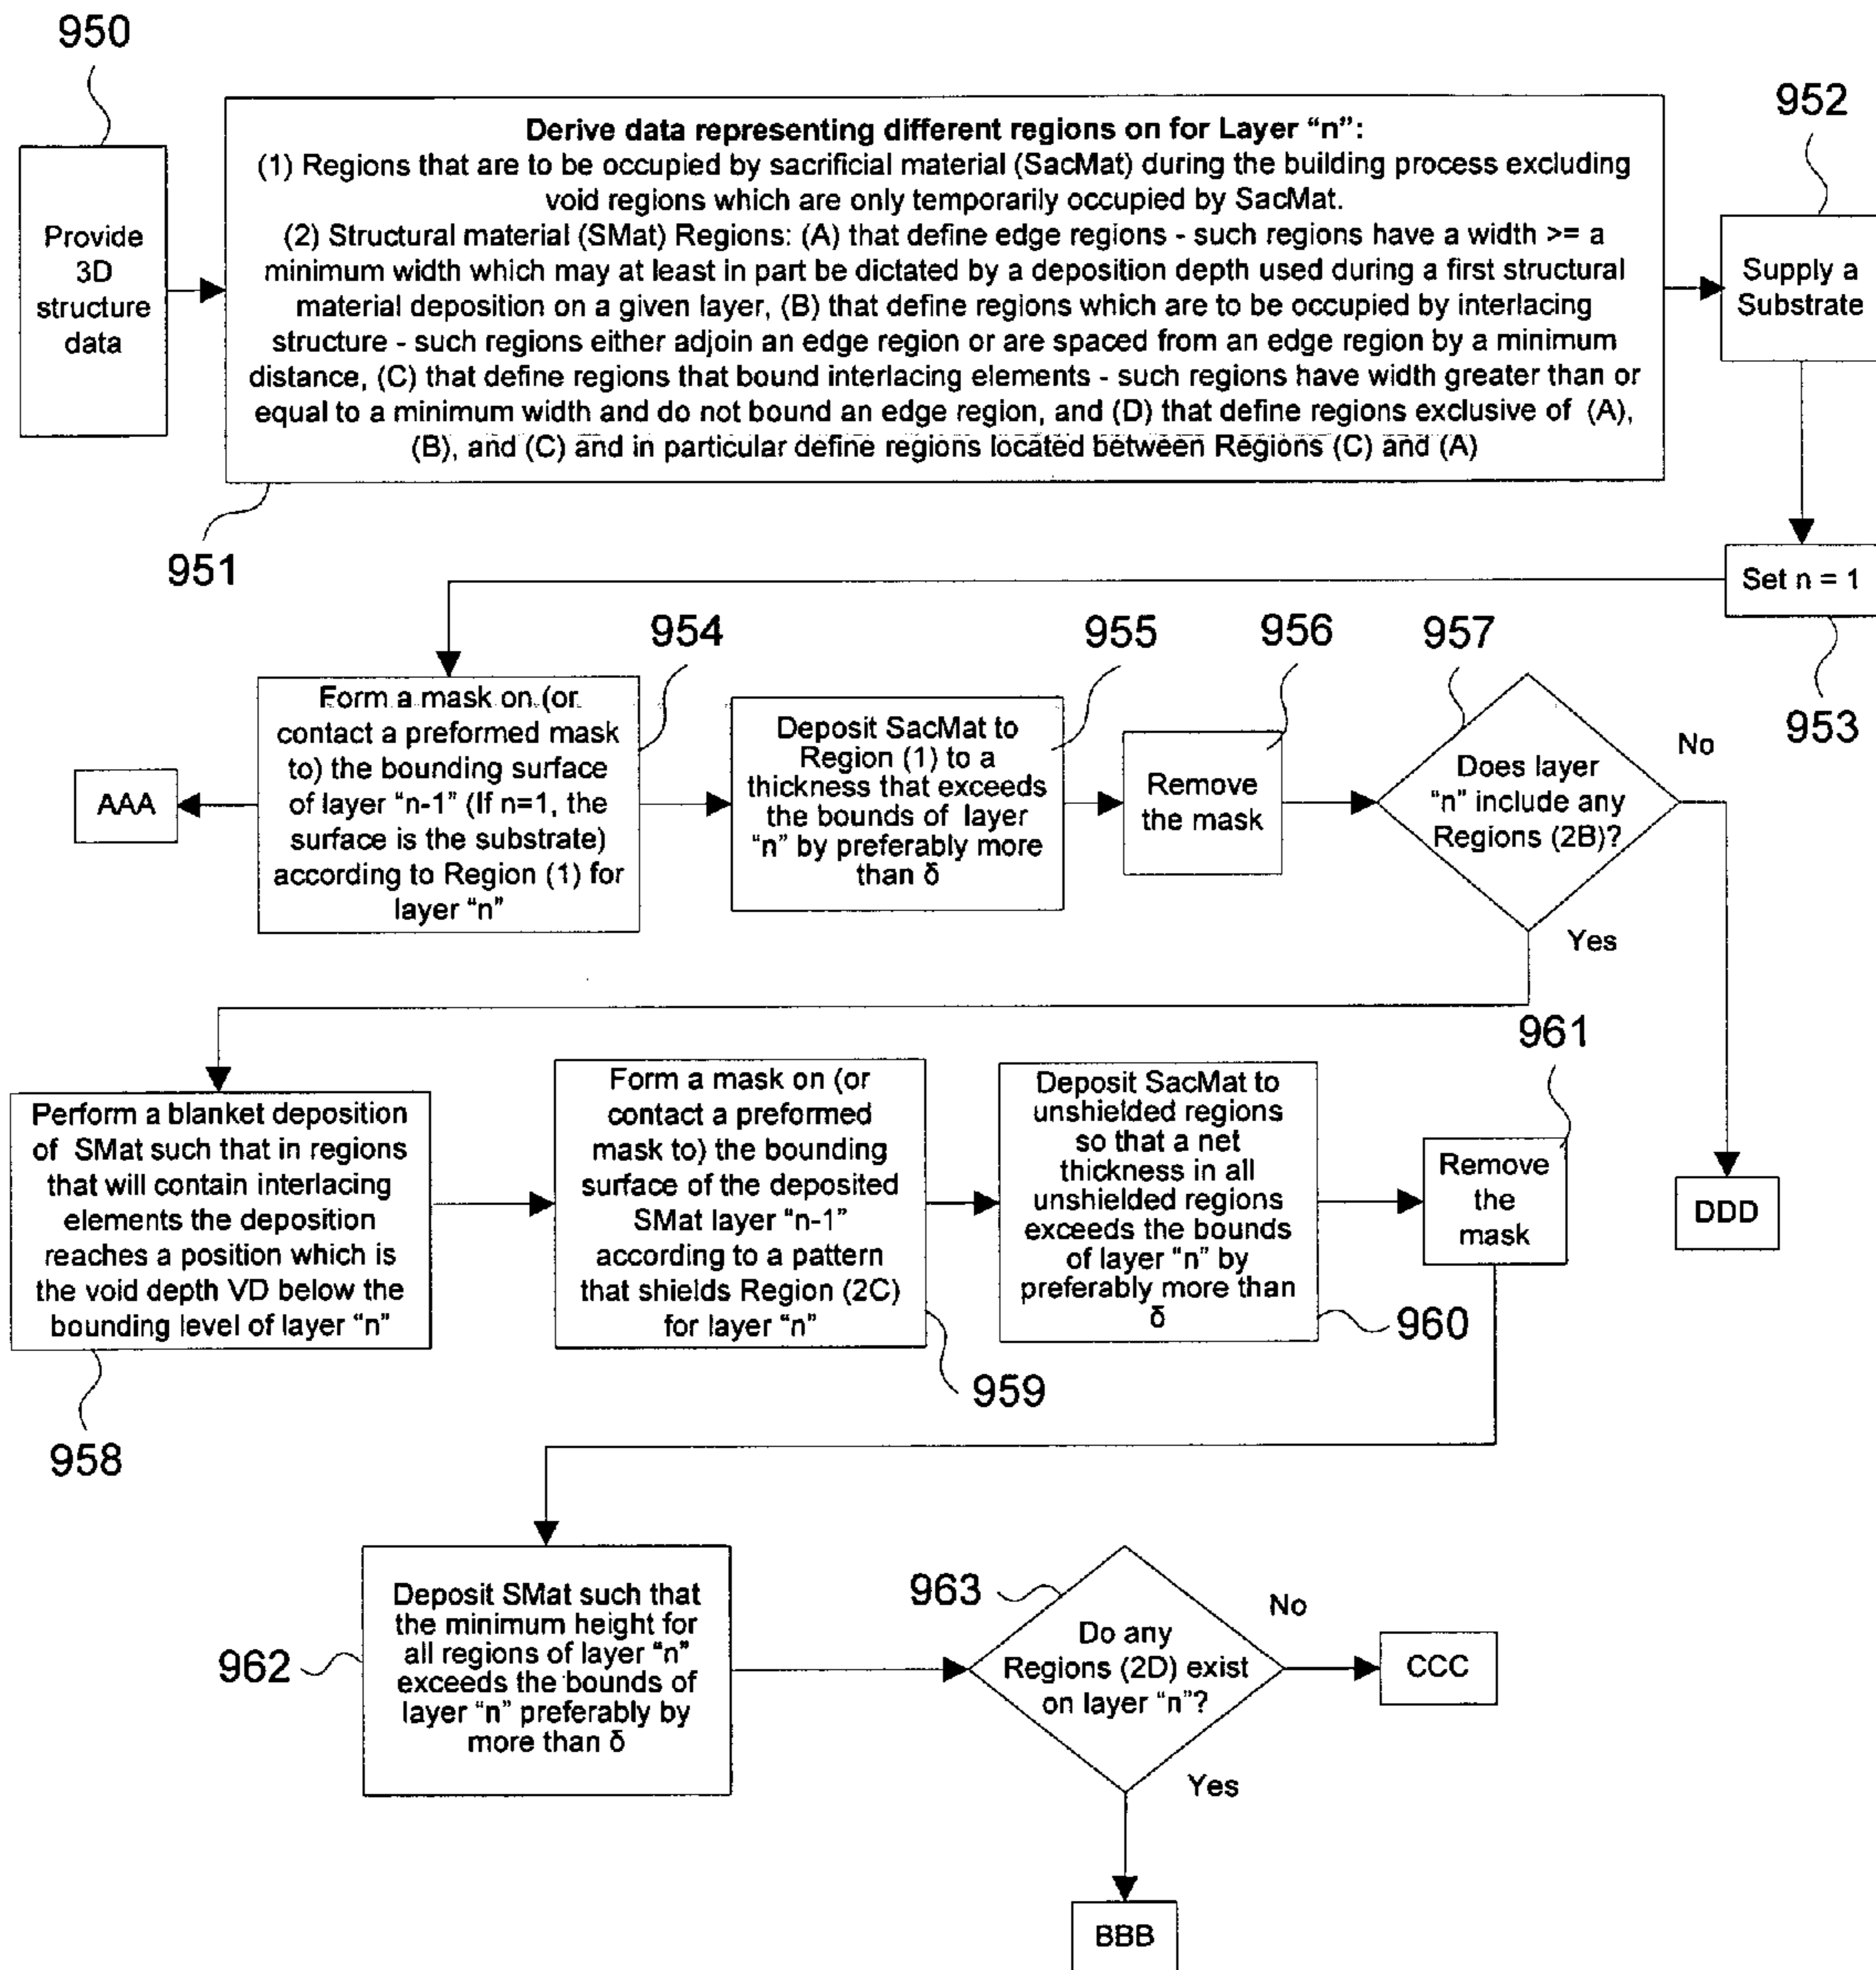 950
Derive data representing different regions on for Layer “n”:
(1) Regions that are to be occupied by sacrificial material (SacMat) during the building process excluding
void regions which are only temporarily occupied by SacMat.
(2) Structural material (SMat) Regions: (A) that define edge regions - such regions have a width >= a
minimum width which may at least in part be dictated by a deposition depth used during a first structural
material deposition on a given layer, (B) that define regions which are to be occupied by interlacing
structure - such regions either adjoin an edge region or are spaced from an edge region by a minimum
distance, (C) that define regions that bound interlacing elements - such regions have width greater than or
equal to a minimum width and do not bound an edge region, and (D) that define regions exclusive of (A),
(B), and (C) and in particular define regions located between Regions (C) and (A)
Provide
3D
structure
data
952
Supply a
Substrate
951
Set n = 1
953
954
Form a mask on (or
contact a preformed mask
to) the bounding surface
of layer “n-1” (If n=1, the
surface is the substrate)
according to Region (1) for
layer “n”
AAA
955
Deposit SacMat to
Region (1) to a
thickness that exceeds
the bounds of layer
“n” by preferably more
than δ
956
Remove
the mask
957
Does layer
“n” include any
Regions (2B)?
No
Yes
DDD
Perform a blanket deposition
of SMat such that in regions
that will contain interlacing
elements the deposition
reaches a position which is
the void depth VD below the
bounding level of layer “n”
958
Form a mask on (or
contact a preformed
mask to) the bounding
surface of the deposited
SMat layer “n-1”
according to a pattern
that shields Region (2C)
for layer “n”
959
Deposit SacMat to
unshielded regions
so that a net
thickness in all
unshielded regions
exceeds the bounds
of layer “n” by
preferably more than
δ
960
961
Remove
the
mask
Deposit SMat such that
the minimum height for
all regions of layer “n”
exceeds the bounds of
layer “n” preferably by
more than δ
962
963
Do any
Regions (2D) exist
on layer “n”?
No
CCC
Yes
BBB